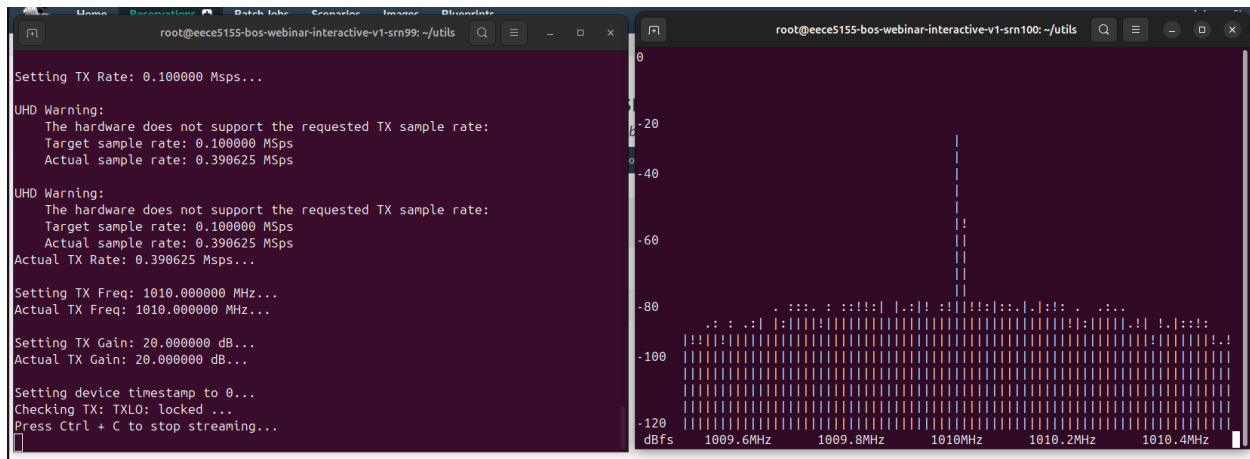 Home Reservations Batch Jobs Scenarios Images Blueprints
root@eece5155-bos-webinar-interactive-v1-srn99: ~/utils
Setting TX Rate: 0.100000 Msps...
UHD Warning:
The hardware does not support the requested TX sample rate:
Target sample rate: 0.100000 MSps
Actual sample rate: 0.390625 MSps
UHD Warning:
The hardware does not support the requested TX sample rate:
Target sample rate: 0.100000 MSps
Actual sample rate: 0.390625 MSps
Actual TX Rate: 0.390625 Msps...
Setting TX Freq: 1010.000000 MHz...
Actual TX Freq: 1010.000000 MHz...
Setting TX Gain: 20.000000 dB...
Actual TX Gain: 20.000000 dB...
Setting device timestamp to 0...
Checking TX: TXLO: locked ...
Press Ctrl + C to stop streaming...
root@eece5155-bos-webinar-interactive-v1-srn100: ~/utils
0
-20
-40
-60
-80
-100
-120
dBfs 1009.6MHz 1009.8MHz 1010MHz 1010.2MHz 1010.4MHz